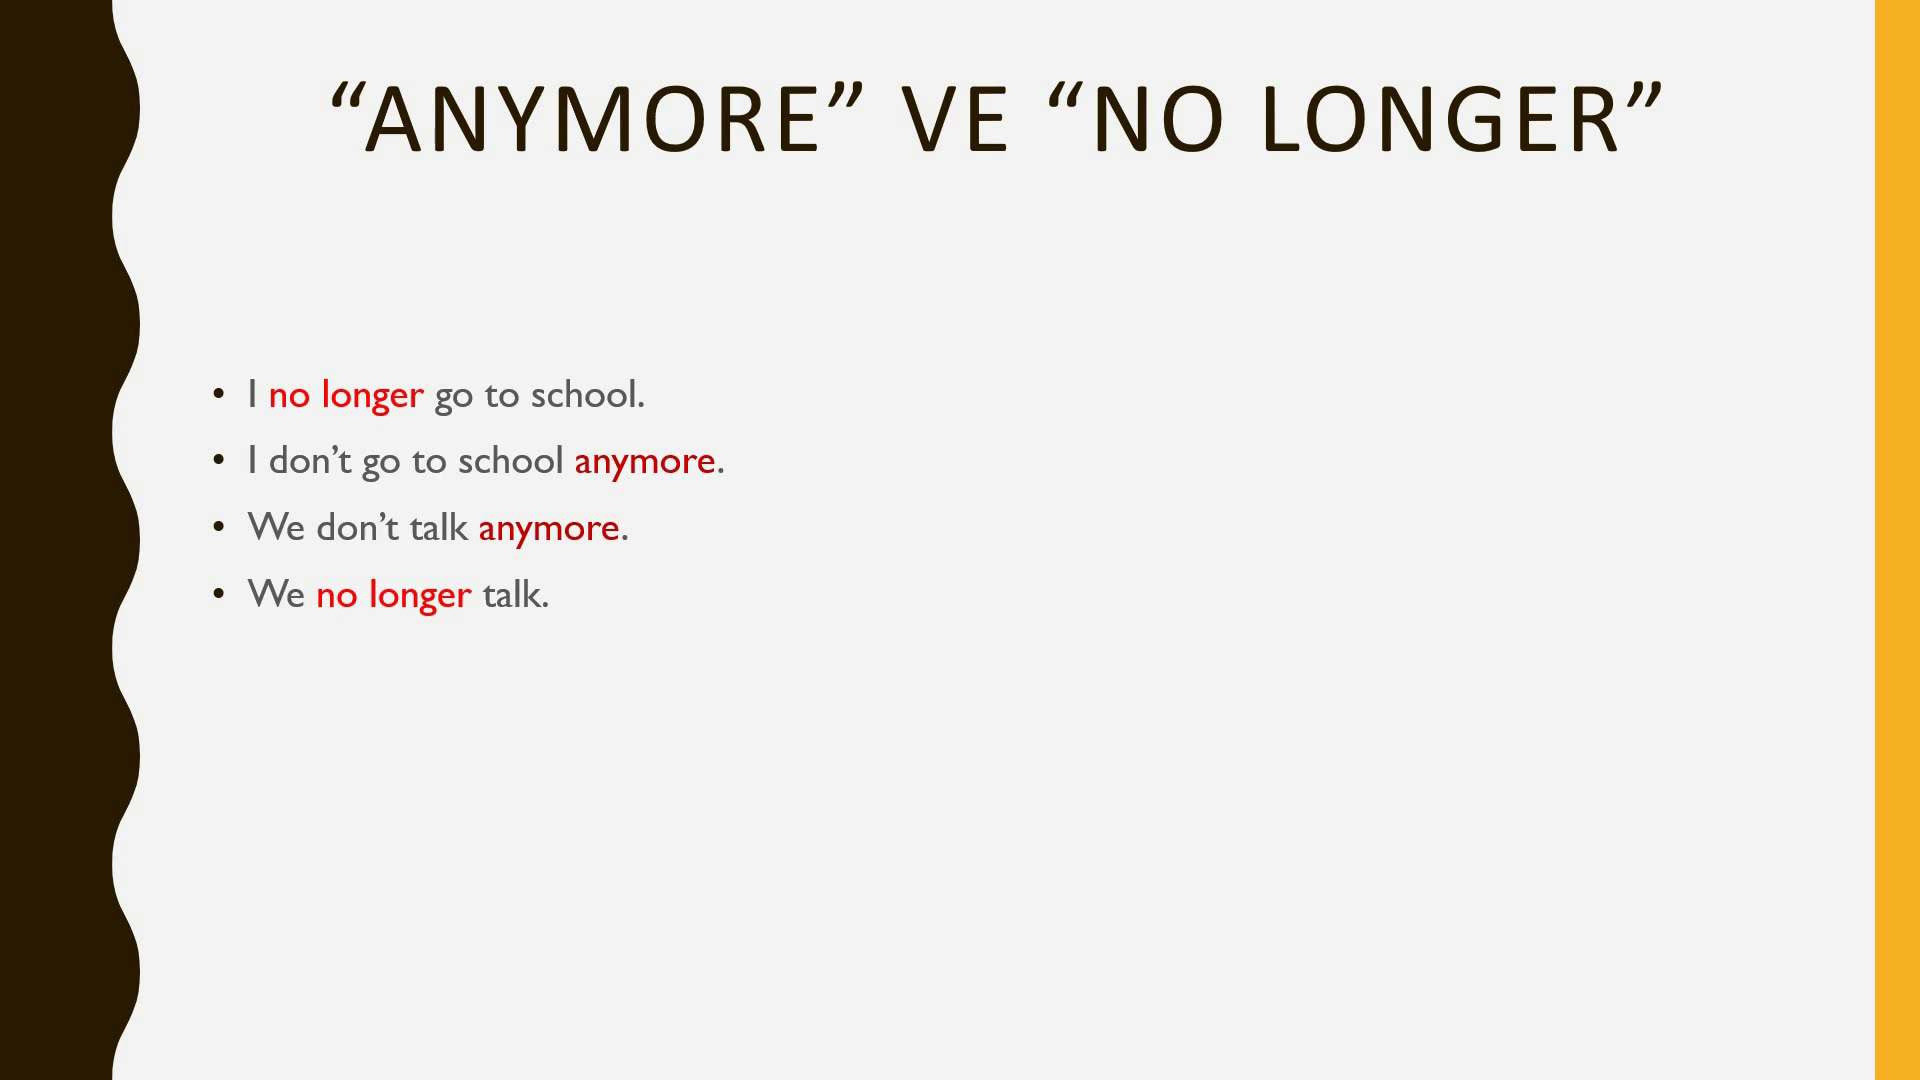 “ANYMORE” VE “NO LONGER”
• I no longer go to school.
• I don’t go to school anymore.
• We don’t talk anymore.
• We no longer talk.